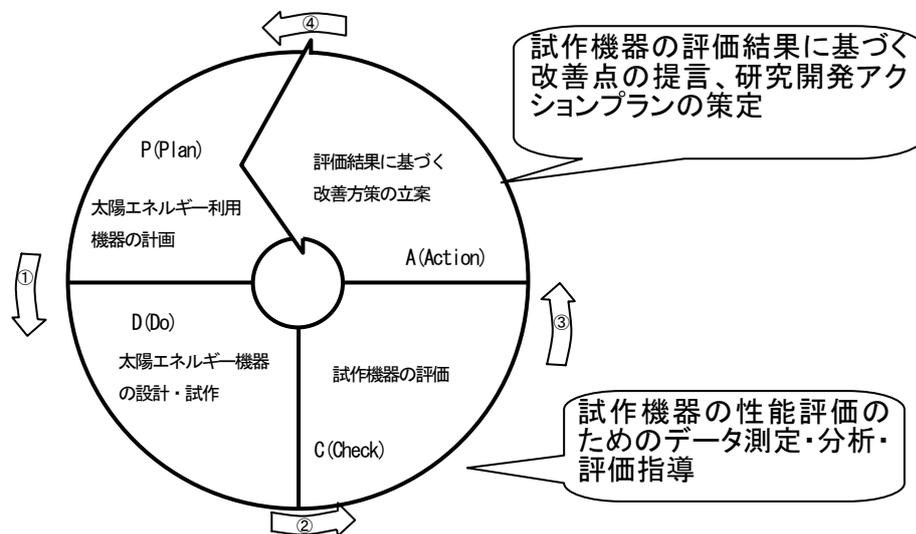 ④
試作機器の評価結果に基づく
改善点の提言、研究開発アク
ションプランの策定
P(Plan)
太陽エネルギー利用
機器の計画
評価結果に基づく
改善方策の立案
A(Action)
①
D(Do)
太陽エネルギー機器
の設計・試作
③
試作機器の評価
C(Check)
試作機器の性能評価の
ためのデータ測定・分析・
評価指導
②